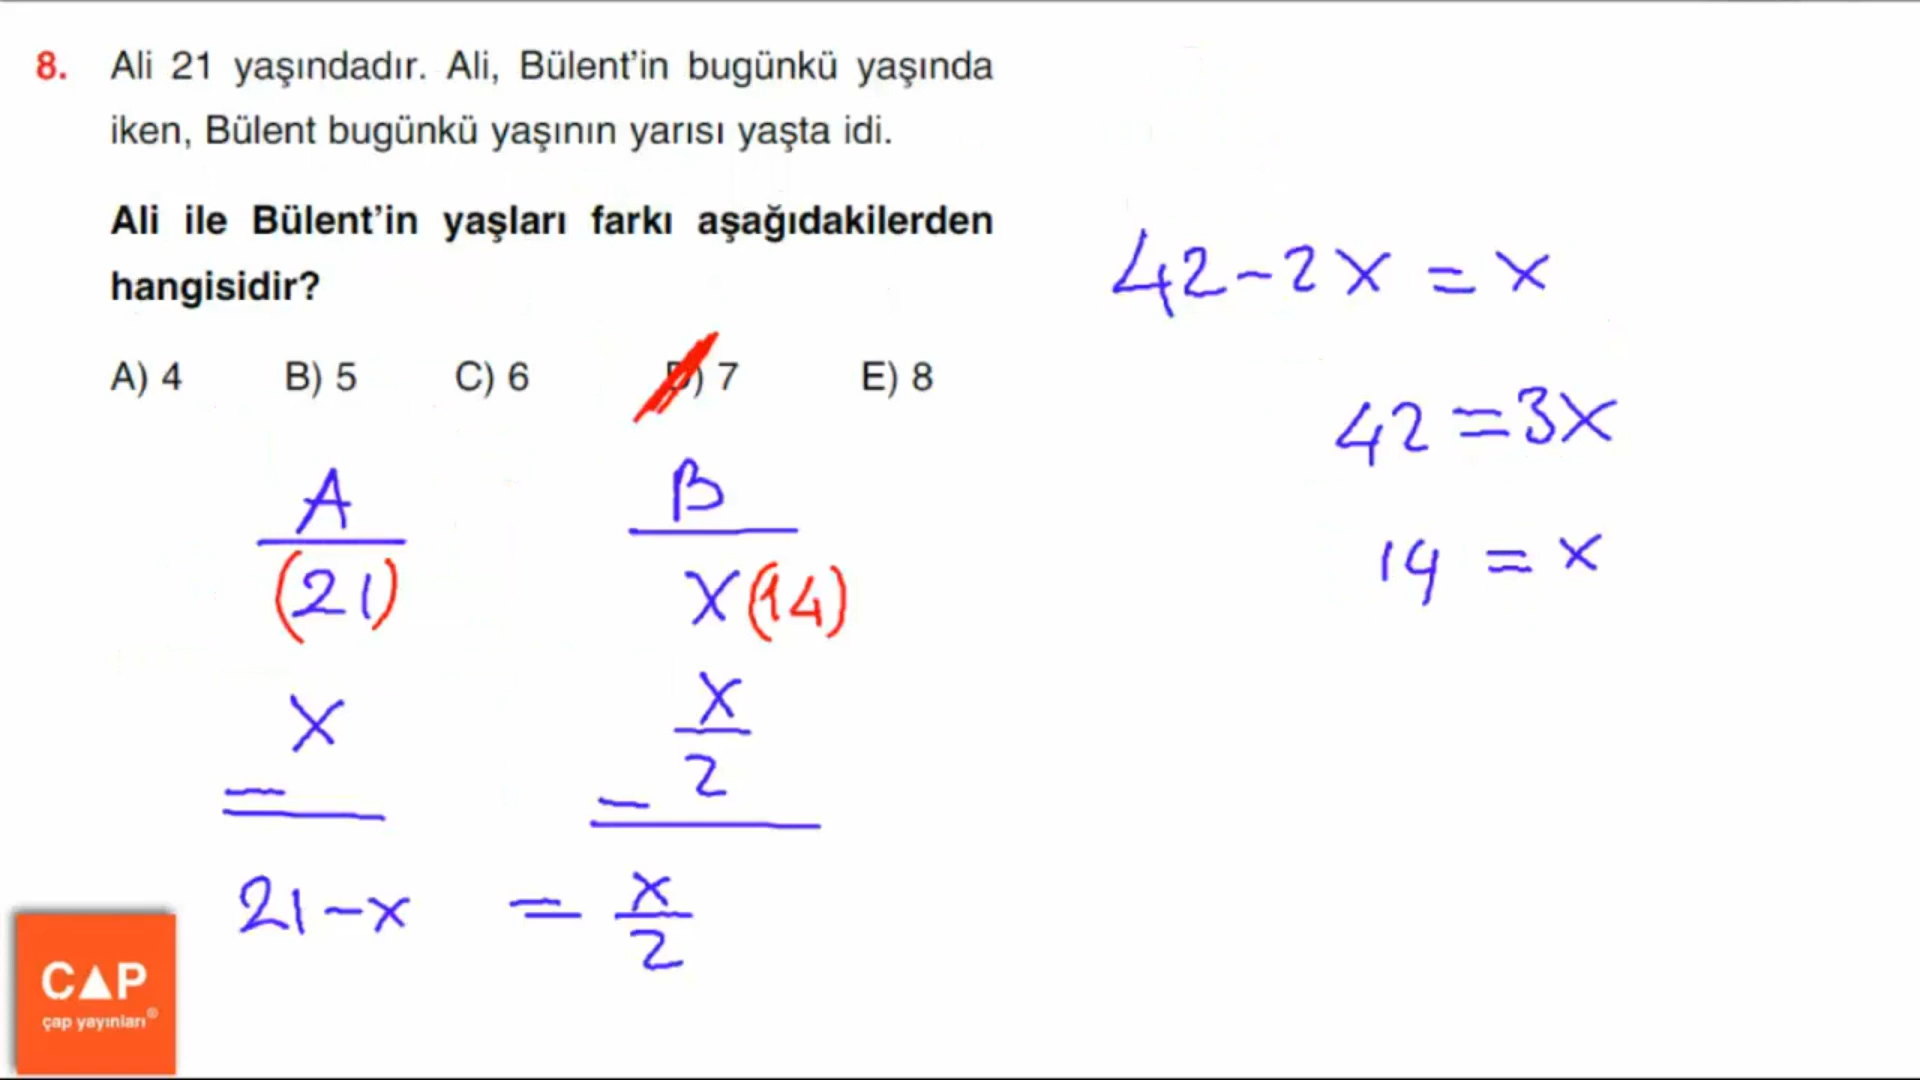 8. Ali 21 yaşındadır. Ali, Bülent’in bugünkü yaşında
iken, Bülent bugünkü yaşının yarısı yaşta idi.
Ali ile Bülent’in yaşları farkı aşağıdakilerden
hangisidir?
A) 4 B) 5 C) 6 D) 7 E) 8
A B
(21) x (14)
x x/2
21-x = x/2
42-2x = x
42 = 3x
14 = x
CAP
çap yayınları®